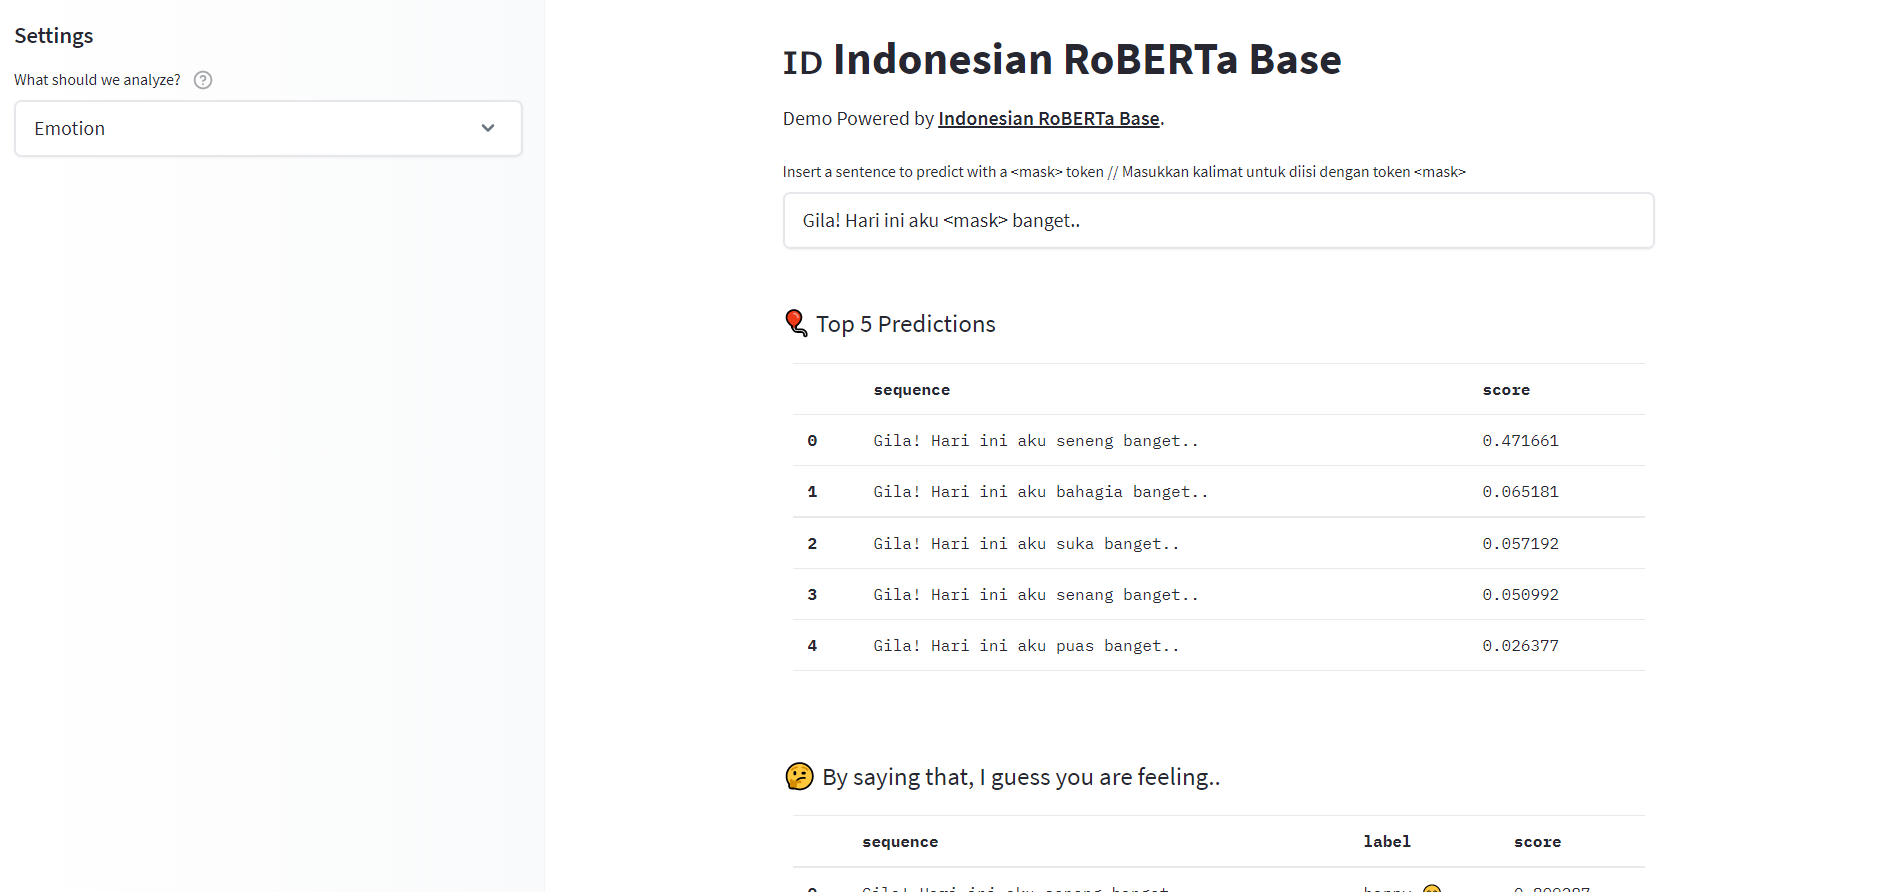 Settings
What should we analyze?
Emotion
ID Indonesian RoBERTa Base
Demo Powered by Indonesian RoBERTa Base.
Insert a sentence to predict with a <mask> token // Masukkan kalimat untuk diisi dengan token <mask>
Gila! Hari ini aku <mask> banget..
🎈 Top 5 Predictions
sequence score
0 Gila! Hari ini aku seneng banget.. 0.471661
1 Gila! Hari ini aku bahagia banget.. 0.065181
2 Gila! Hari ini aku suka banget.. 0.057192
3 Gila! Hari ini aku senang banget.. 0.050992
4 Gila! Hari ini aku puas banget.. 0.026377
🤔 By saying that, I guess you are feeling..
sequence label score